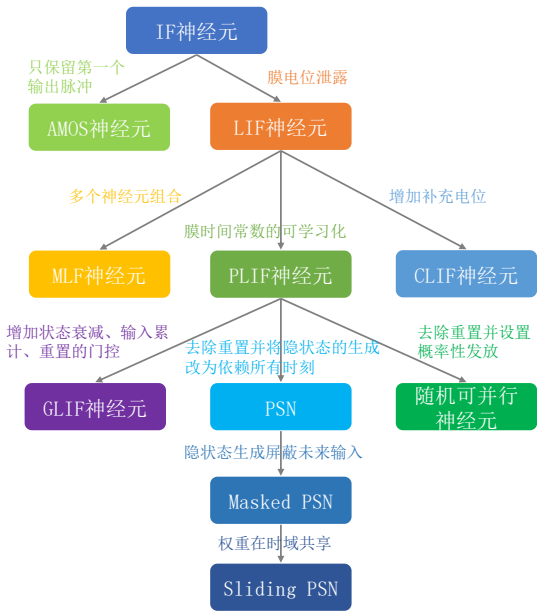 IF神经元
只保留第一个
输出脉冲
膜电位泄露
AMOS神经元
LIF神经元
多个神经元组合
增加补充电位
膜时间常数的可学习化
MLF神经元
PLIF神经元
CLIF神经元
增加状态衰减、输入累
计、重置的门控
去除重置并将隐状态的生成
改为依赖所有时刻
去除重置并设置
概率性发放
GLIF神经元
PSN
随机可并行
神经元
隐状态生成屏蔽未来输入
Masked PSN
权重在时域共享
Sliding PSN